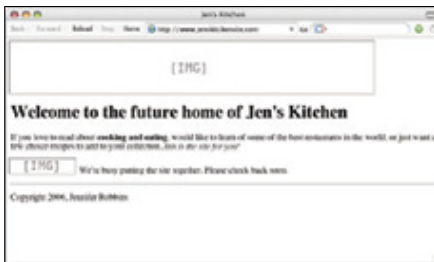 Jen's Kitchen
Back Forward Reload Stop Home http://www.jenskitchensite.com Go
[IMG]
Welcome to the future home of Jen's Kitchen
If you love to read about cooking and eating, would like to learn of some of the best restaurants in the world, or just want a
few choice recipes to add to your collection, this is the site for you!
[IMG] We're busy putting the site together. Please check back soon.
Copyright 2006, Jennifer Robbins